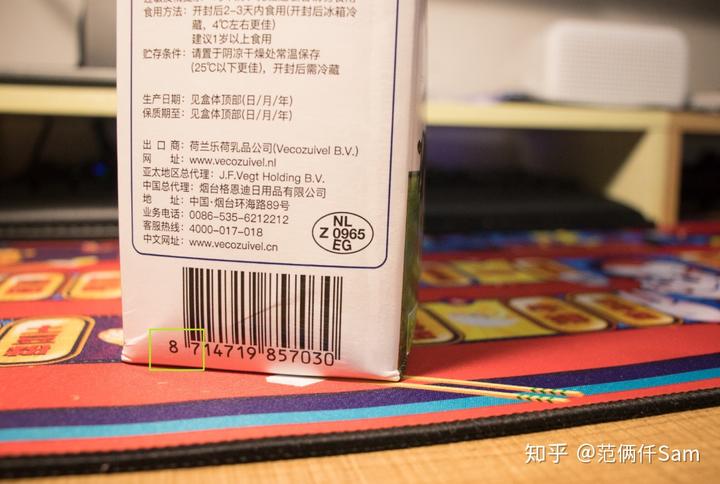 食用方法：开封后2-3天内食用(开封后冰箱冷
藏，4℃左右更佳)
建议1岁以上食用
贮存条件：请置于阴凉干燥处常温保存
(25℃以下更佳)，开封后需冷藏
生产日期：见盒体顶部(日/月/年)
保质期至：见盒体顶部(日/月/年)
出 口 商：荷兰乐荷乳品公司(Vecozuivel B.V.)
网 址：www.vecozuivel.nl
亚太地区总代理：J.F.Vegt Holding B.V.
中国总代理：烟台格恩迪日用品有限公司
地 址：中国·烟台环海路89号
业务电话：0086-535-6212212
客服热线：4000-017-018
中文网址：www.vecozuivel.cn
NL
Z 0965
EG
8 714719 857030
知乎 @范俩仟Sam